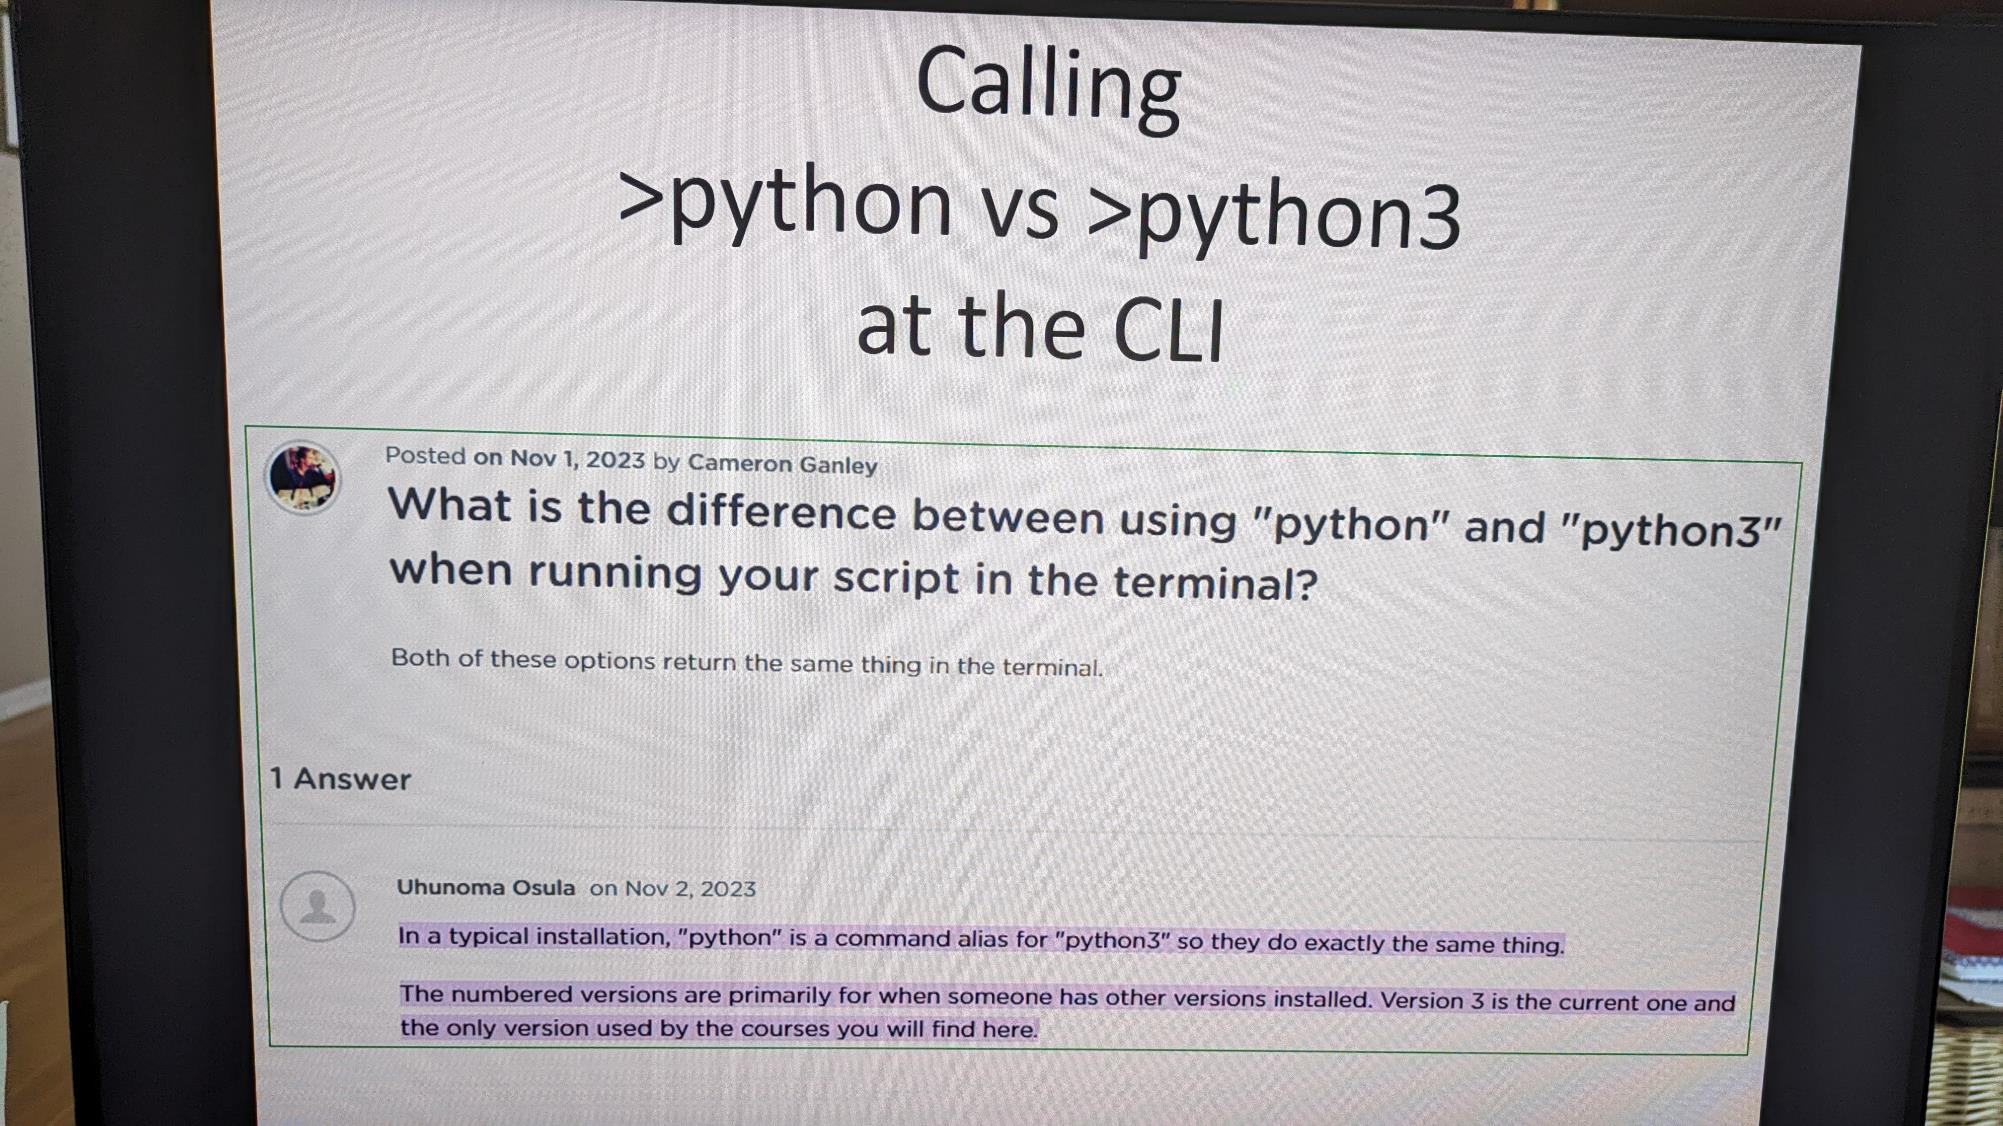 Calling
>python vs >python3
at the CLI
Posted on Nov 1, 2023 by Cameron Ganley
What is the difference between using "python" and "python3"
when running your script in the terminal?
Both of these options return the same thing in the terminal.
1 Answer
Uhunoma Osula on Nov 2, 2023
In a typical installation, "python" is a command alias for "python3" so they do exactly the same thing.
The numbered versions are primarily for when someone has other versions installed. Version 3 is the current one and
the only version used by the courses you will find here.